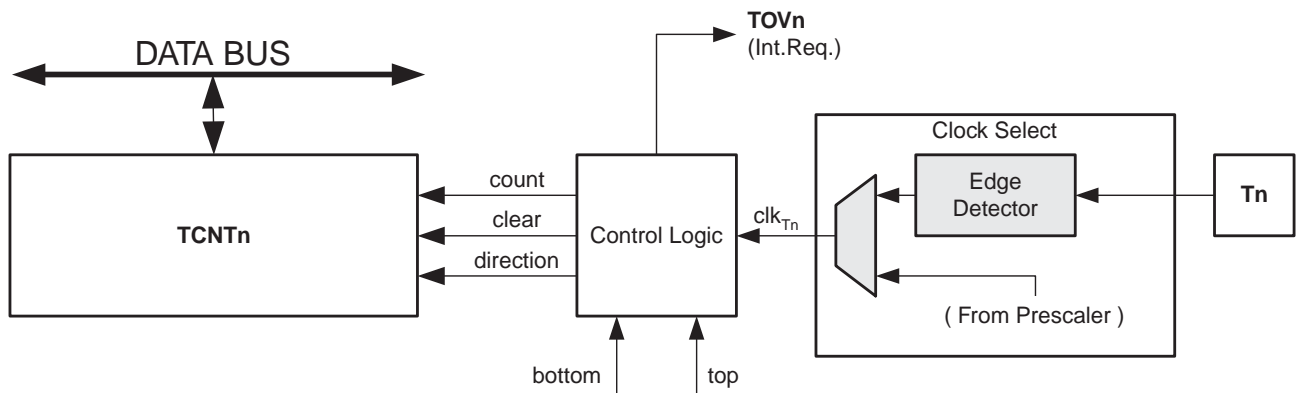 TOVn
(Int.Req.)
DATA BUS
Clock Select
Edge
Detector
Tn
count
clear
direction
TCNTn
Control Logic
clkTn
( From Prescaler )
bottom
top